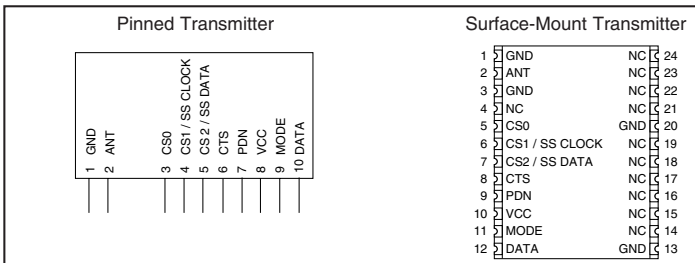 Pinned Transmitter
1 GND
2 ANT
3 CS0
4 CS1 / SS CLOCK
5 CS2 / SS DATA
6 CTS
7 PDN
8 VCC
9 MODE
10 DATA
Surface-Mount Transmitter
1 GND NC 24
2 ANT NC 23
3 GND NC 22
4 NC NC 21
5 CS0 GND 20
6 CS1 / SS CLOCK NC 19
7 CS2 / SS DATA NC 18
8 CTS NC 17
9 PDN NC 16
10 VCC NC 15
11 MODE NC 14
12 DATA GND 13